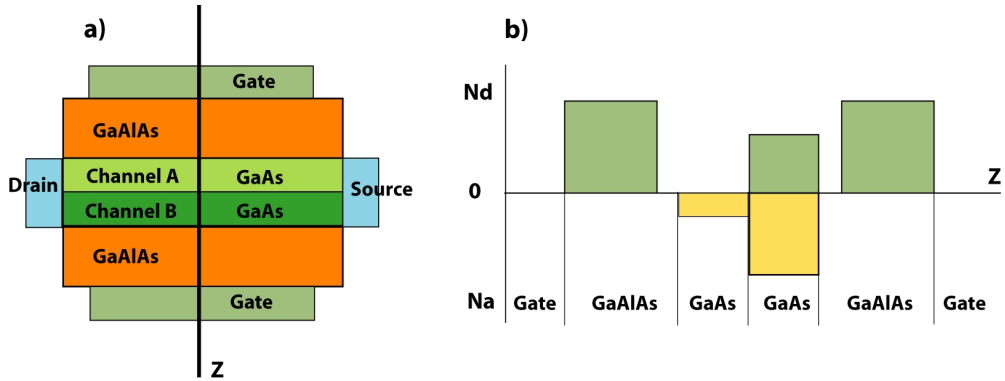 a)
Gate
GaAlAs
Drain
Channel A
GaAs
Source
Channel B
GaAs
GaAlAs
Gate
Z
b)
Nd
0
Z
Na
Gate
GaAlAs
GaAs
GaAs
GaAlAs
Gate